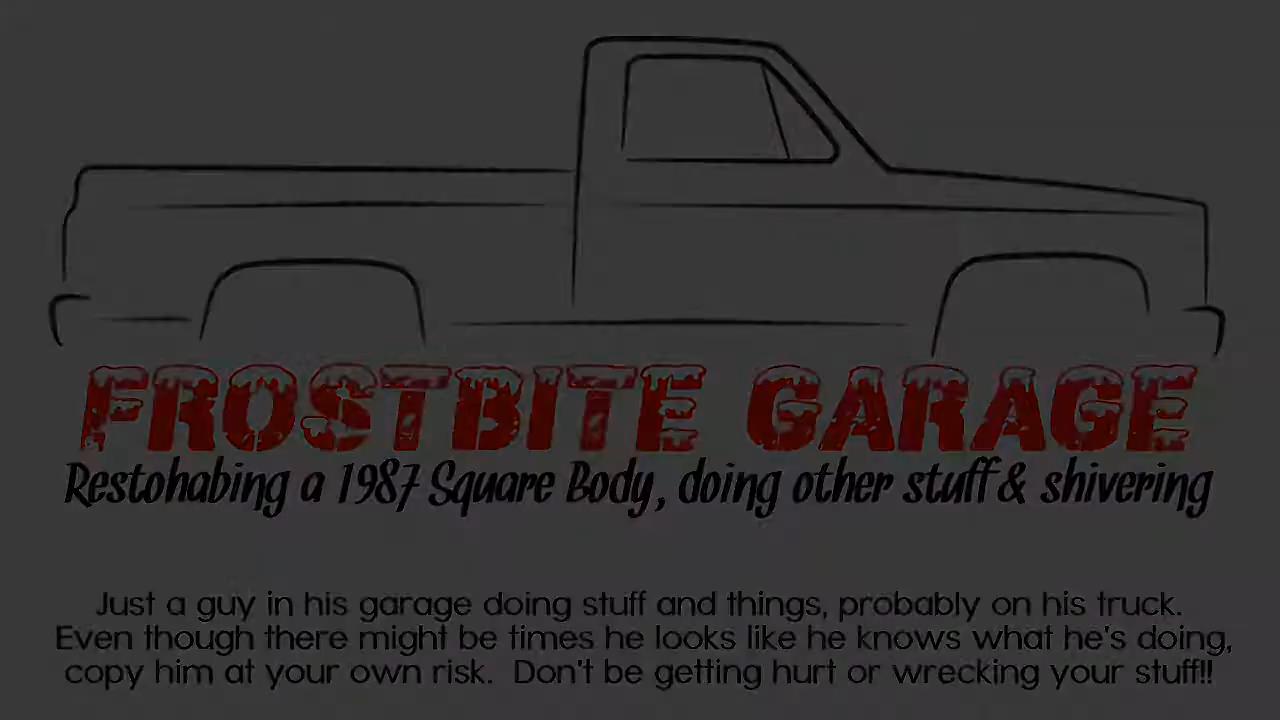 FROSTBITE GARAGE
Restohabing a 1987 Square Body, doing other stuff & shivering
Just a guy in his garage doing stuff and things, probably on his truck.
Even though there might be times he looks like he knows what he's doing,
copy him at your own risk.  Don't be getting hurt or wrecking your stuff!!